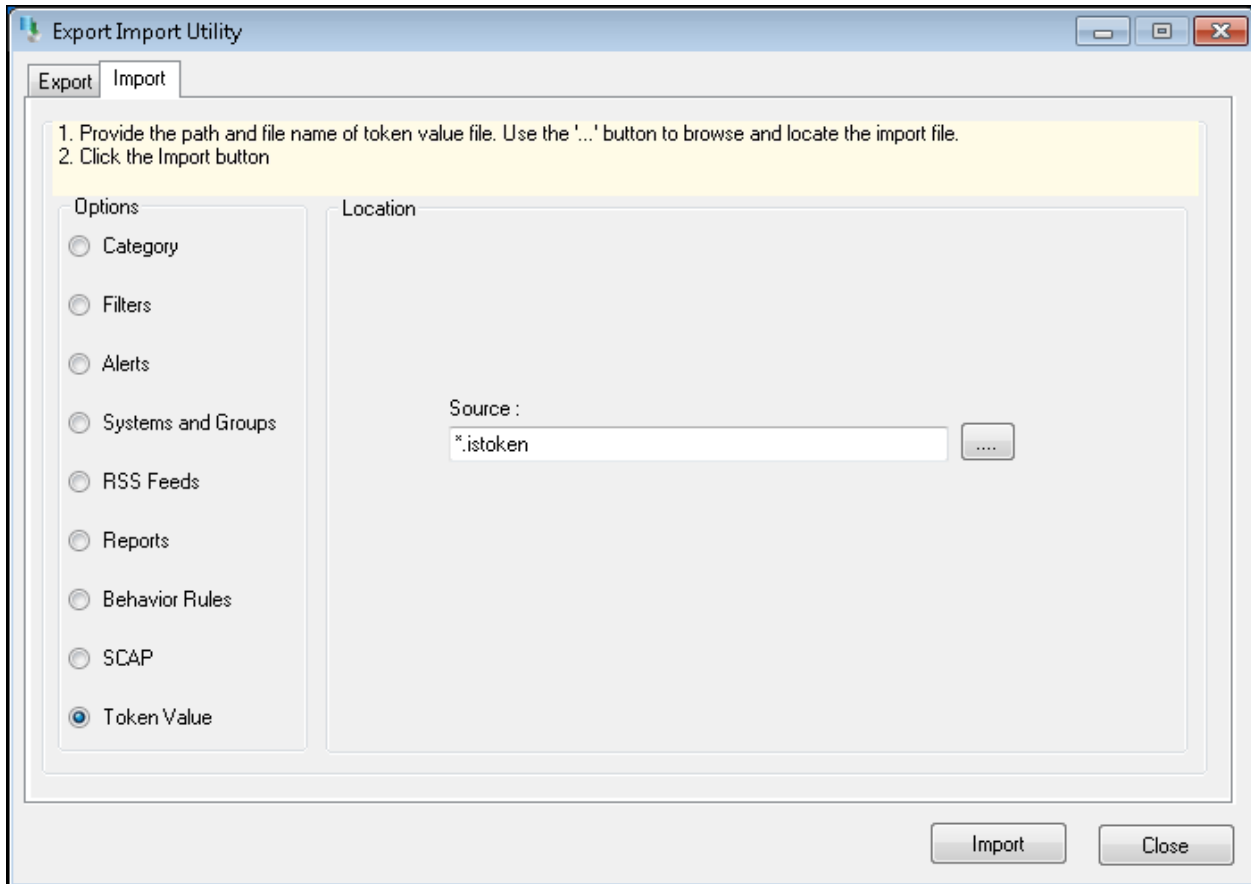 Export Import Utility
Export
Import
1. Provide the path and file name of token value file. Use the '...' button to browse and locate the import file.
2. Click the Import button
Options
Location
Category
Filters
Alerts
Systems and Groups
RSS Feeds
Reports
Behavior Rules
SCAP
Token Value
Source :
*.istoken
....
Import
Close